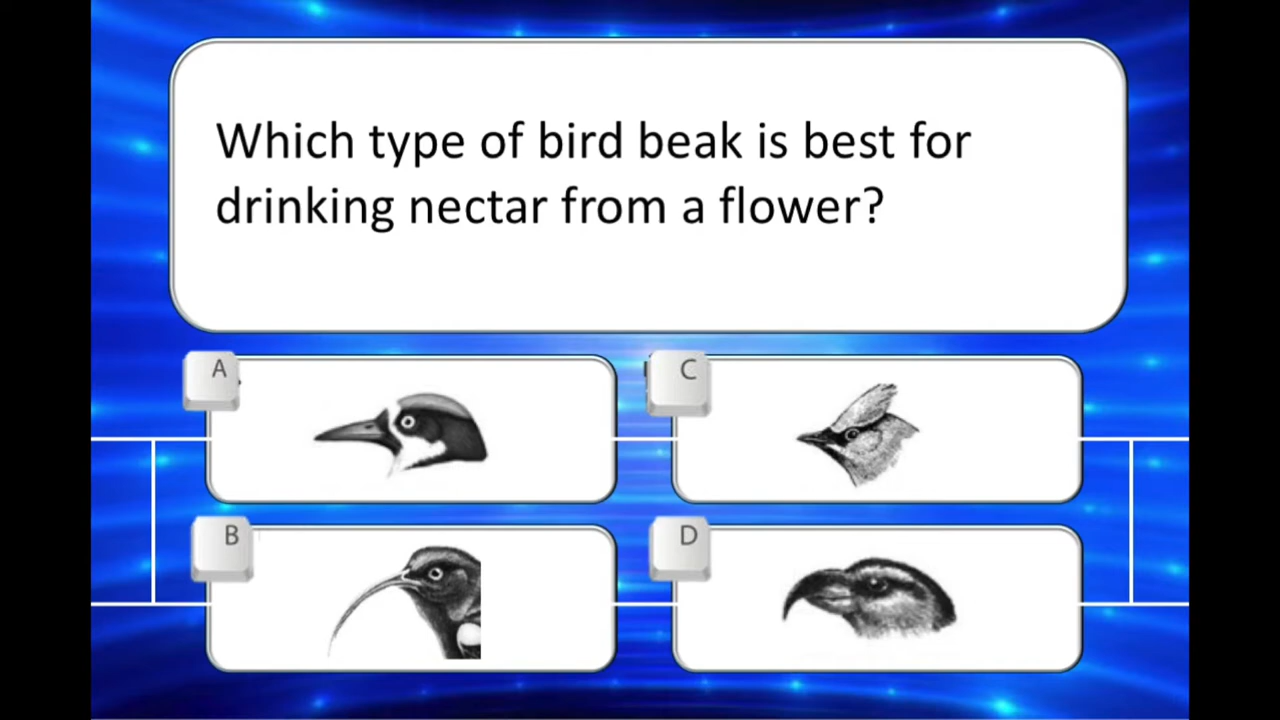 Which type of bird beak is best for
drinking nectar from a flower?
A
C
B
D